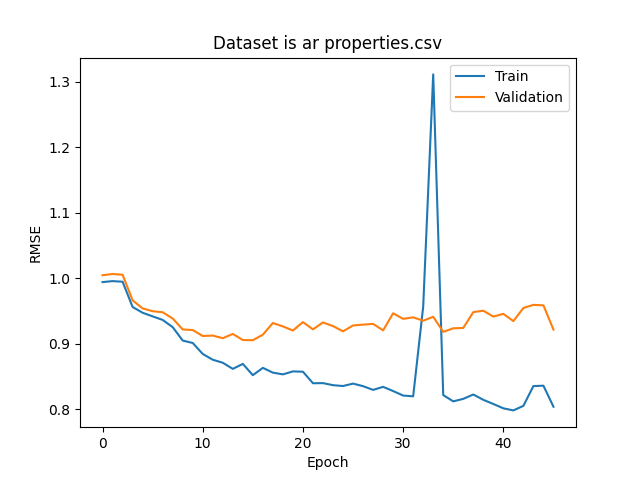 Dataset is ar properties.csv
Train
Validation
1.3
1.2
1.1
1.0
0.9
0.8
RMSE
0
10
20
30
40
Epoch